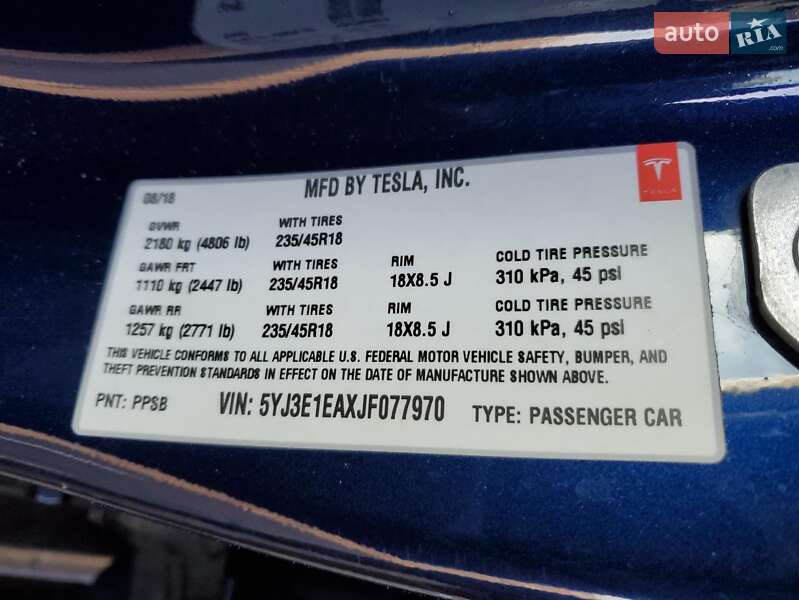 auto RIA .com
08/18
MFD BY TESLA, INC.
TESLA
GVWR
2180 kg (4806 lb)
WITH TIRES
235/45R18
GAWR FRT
1110 kg (2447 lb)
WITH TIRES
235/45R18
RIM
18X8.5 J
COLD TIRE PRESSURE
310 kPa, 45 psi
GAWR RR
1257 kg (2771 lb)
WITH TIRES
235/45R18
RIM
18X8.5 J
COLD TIRE PRESSURE
310 kPa, 45 psi
THIS VEHICLE CONFORMS TO ALL APPLICABLE U.S. FEDERAL MOTOR VEHICLE SAFETY, BUMPER, AND
THEFT PREVENTION STANDARDS IN EFFECT ON THE DATE OF MANUFACTURE SHOWN ABOVE.
PNT: PPSB
VIN: 5YJ3E1EAXJF077970
TYPE: PASSENGER CAR